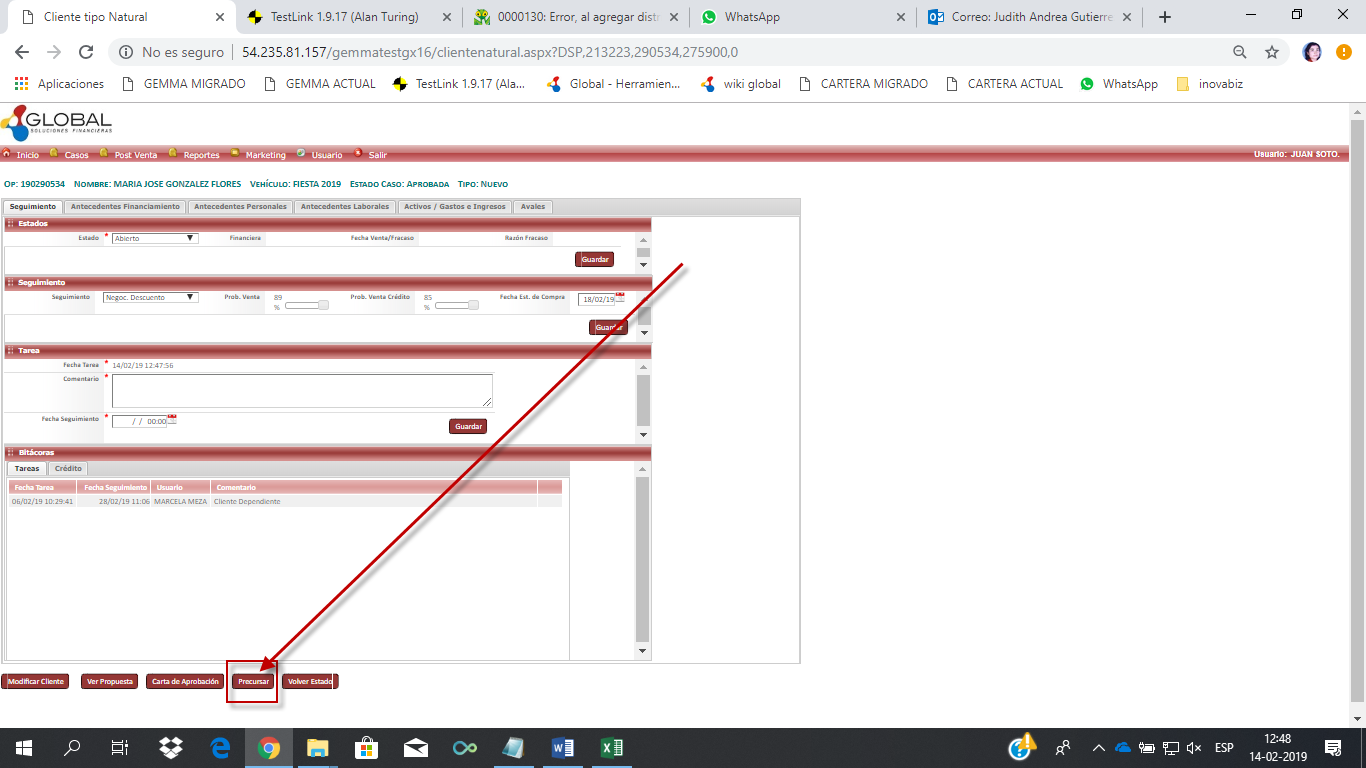 Cliente tipo Natural
TestLink 1.9.17 (Alan Turing)
0000130: Error, al agregar dist
WhatsApp
Correo: Judith Andrea Gutierre
No es seguro 54.235.81.157/gemmatestgx16/clientenatural.aspx?DSP,213223,290534,275900,0
Aplicaciones GEMMA MIGRADO GEMMA ACTUAL TestLink 1.9.17 (Ala... Global - Herramien... wiki global CARTERA MIGRADO CARTERA ACTUAL WhatsApp inovabiz
GLOBAL
SOLUCIONES FINANCIERAS
Inicio Casos Post Venta Reportes Marketing Usuario Salir Usuario: JUAN SOTO.
Op: 190290534 Nombre: MARIA JOSE GONZALEZ FLORES Vehículo: FIESTA 2019 Estado Caso: Aprobada Tipo: Nuevo
Seguimiento Antecedentes Financiamiento Antecedentes Personales Antecedentes Laborales Activos / Gastos e Ingresos Avales
Estados
Estado * Abierto Financiera Fecha Venta/Fracaso Razón Fracaso
Guardar
Seguimiento
Seguimiento Negoc. Descuento Prob. Venta 89 % Prob. Venta Crédito 85 % Fecha Est. de Compra 18/02/19
Guardar
Tarea
Fecha Tarea * 14/02/19 12:47:56
Comentario *
Fecha Seguimiento * / / 00:00
Guardar
Bitácoras
Tareas Crédito
Fecha Tarea Fecha Seguimiento Usuario Comentario
06/02/19 10:29:41 28/02/19 11:06 MARCELA MEZA Cliente Dependiente
Modificar Cliente Ver Propuesta Carta de Aprobación Precursar Volver Estado
ESP
12:48
14-02-2019